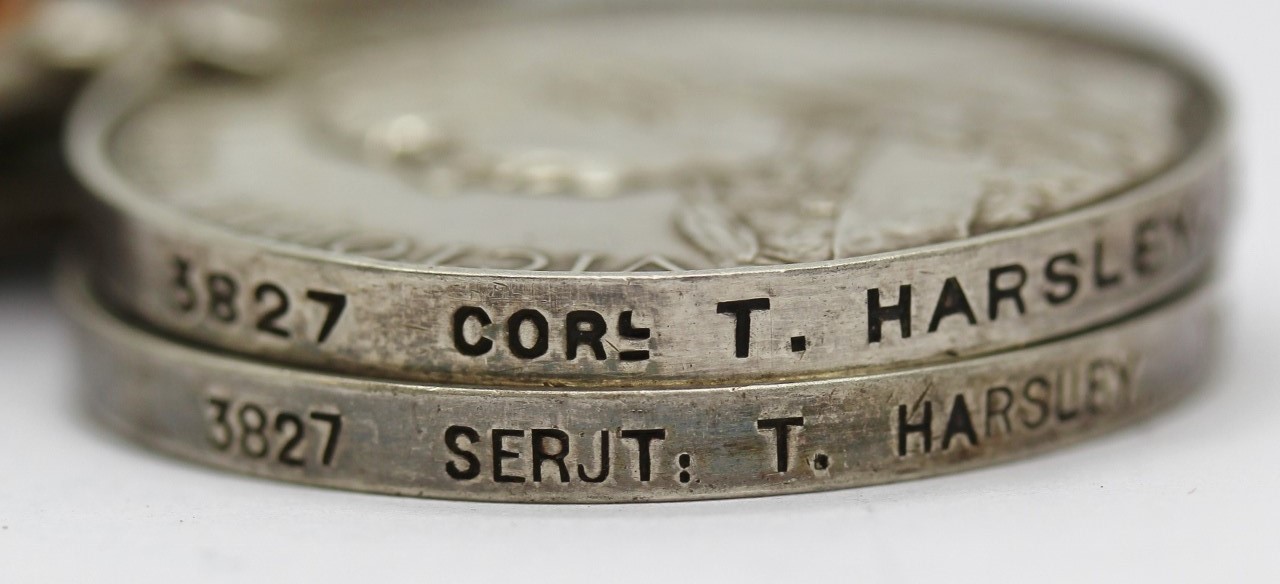 3827 CORL T. HARSLEY
3827 SERJT: T. HARSLEY